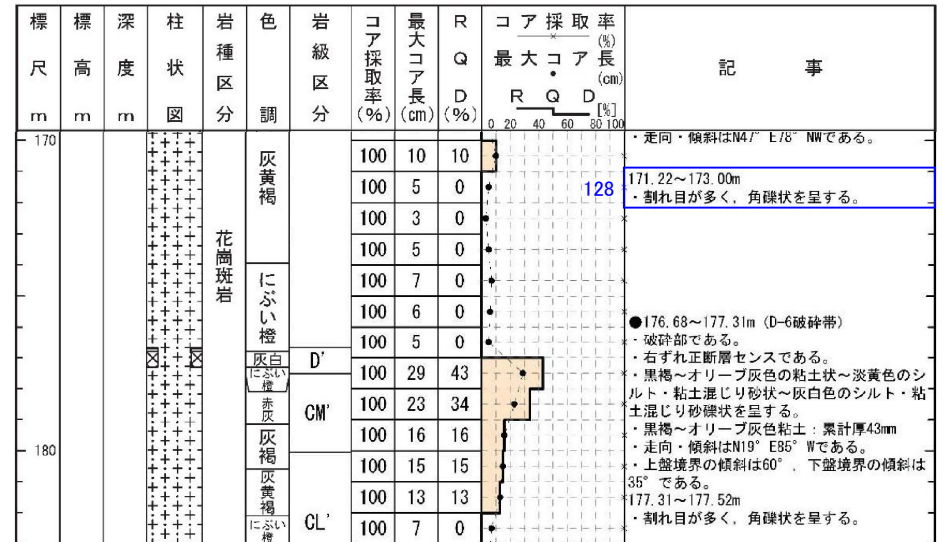 標尺m
標高m
深度m
柱状図
岩種区分
色調
岩級区分
コア採取率(%)
最大コア長(cm)
RQD(%)
コア採取率(%)
最大コア長(cm)
RQD[%]
0 20 40 60 80 100
記事
170
180
花崗斑岩
灰黄褐
にぶい橙
灰白
にぶい橙
赤灰
灰褐
灰黄褐
にぶい橙
D'
CM'
CL'
100 10 10
100 5 0
100 3 0
100 5 0
100 7 0
100 6 0
100 5 0
100 29 43
100 23 34
100 16 16
100 15 15
100 13 13
100 7 0
128
・走向・傾斜はN47°E78°NWである。
171.22～173.00m
・割れ目が多く，角礫状を呈する。
●176.68～177.31m（D-6破砕帯）
・破砕部である。
・右ずれ正断層センスである。
・黒褐～オリーブ灰色の粘土状～淡黄色のシ
ルト・粘土混じり砂状～灰白色のシルト・粘
土混じり砂礫状を呈する。
・黒褐～オリーブ灰色粘土：累計厚43mm
・走向・傾斜はN19°E85°Wである。
・上盤境界の傾斜は60°，下盤境界の傾斜は
35°である。
177.31～177.52m
・割れ目が多く，角礫状を呈する。